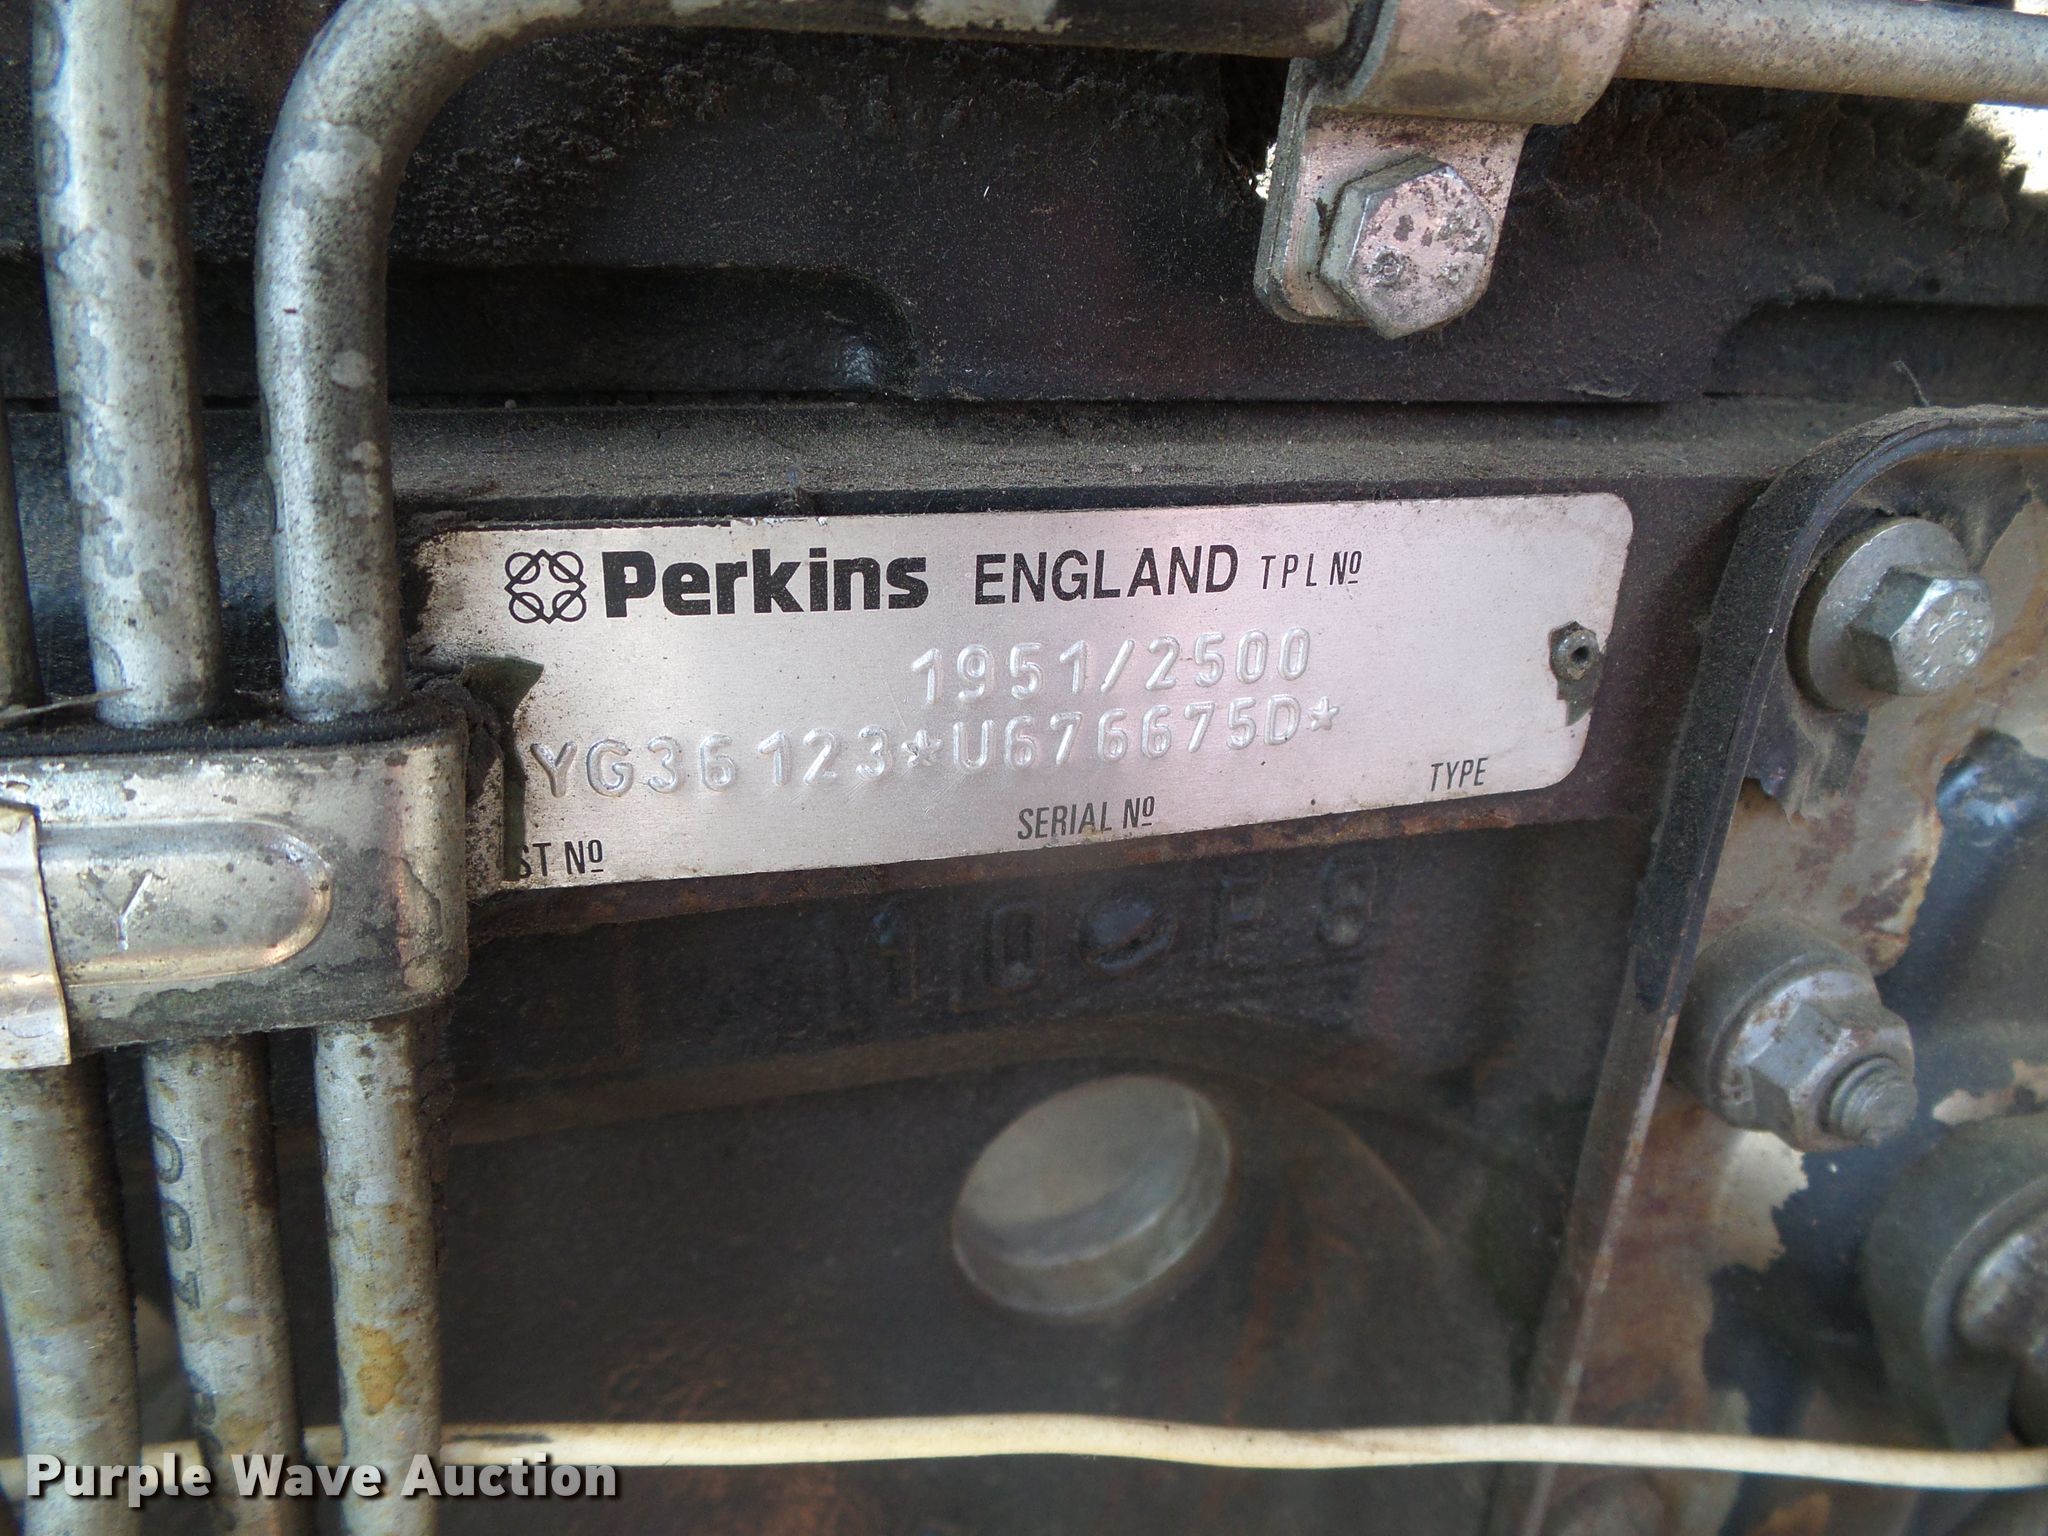 Perkins ENGLAND TPL Nº
1951/2500
YG36123*U676675D*
TYPE
SERIAL Nº
ST Nº
Y
Purple Wave Auction